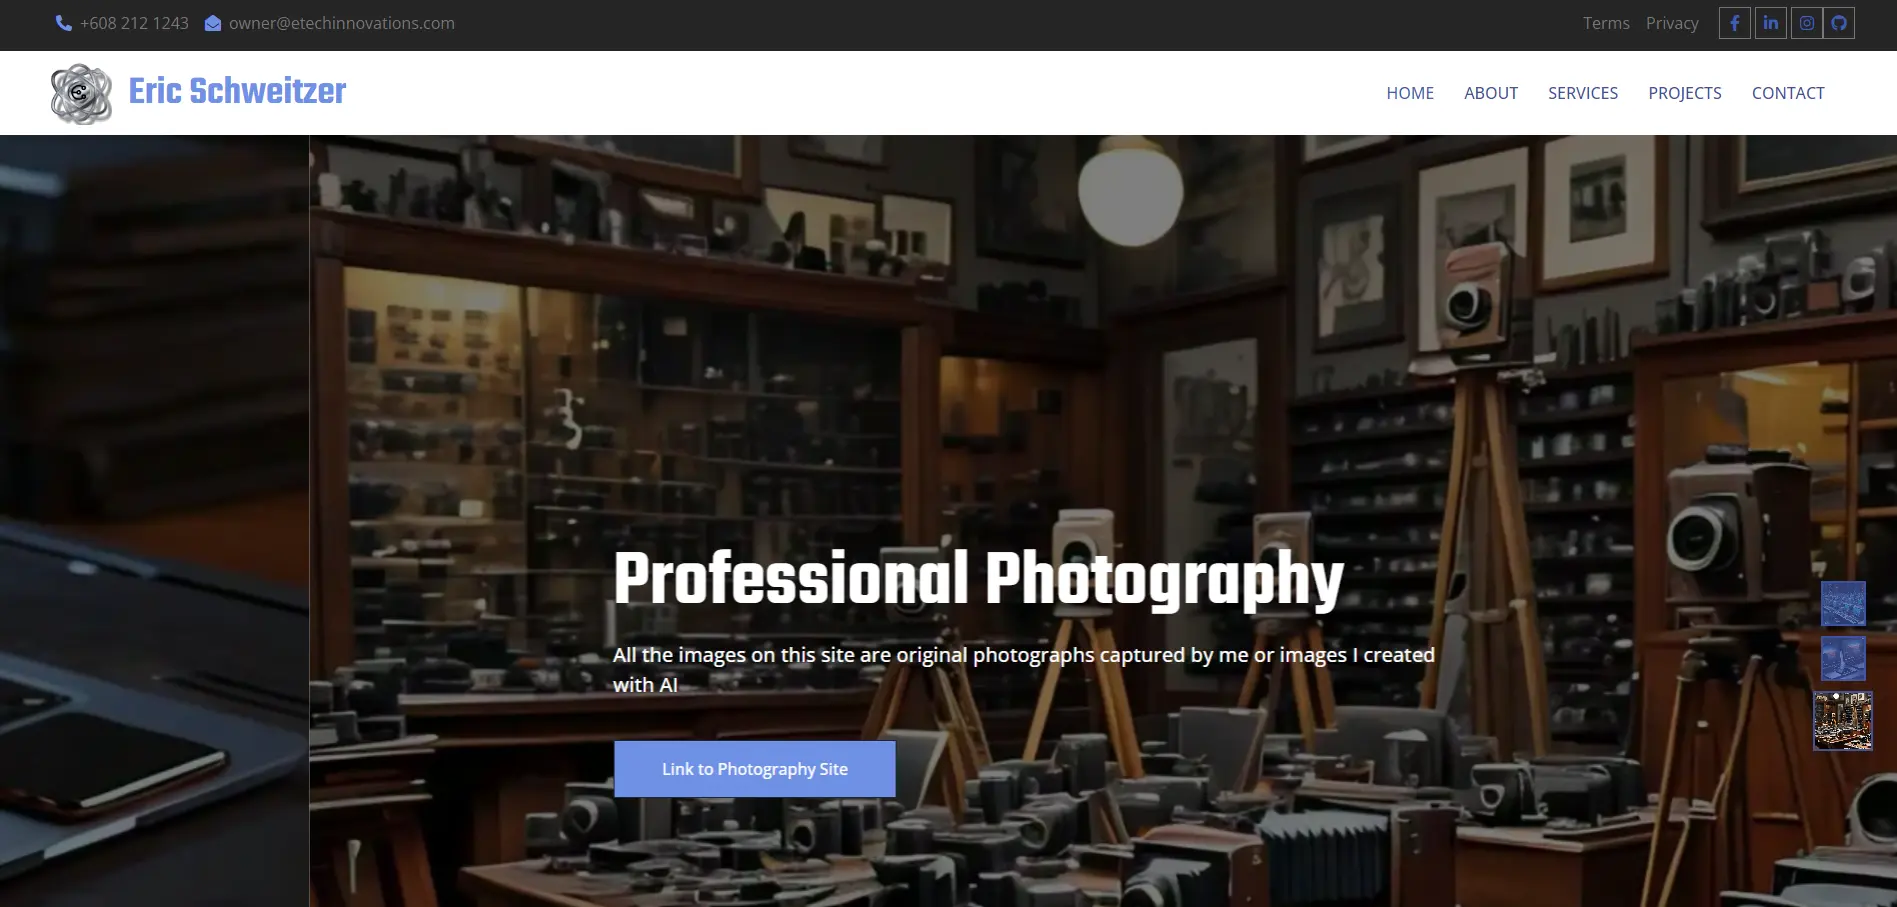 +608 212 1243 owner@etechinnovations.com Terms Privacy
Eric Schweitzer HOME ABOUT SERVICES PROJECTS CONTACT
Professional Photography
All the images on this site are original photographs captured by me or images I created
with AI
Link to Photography Site